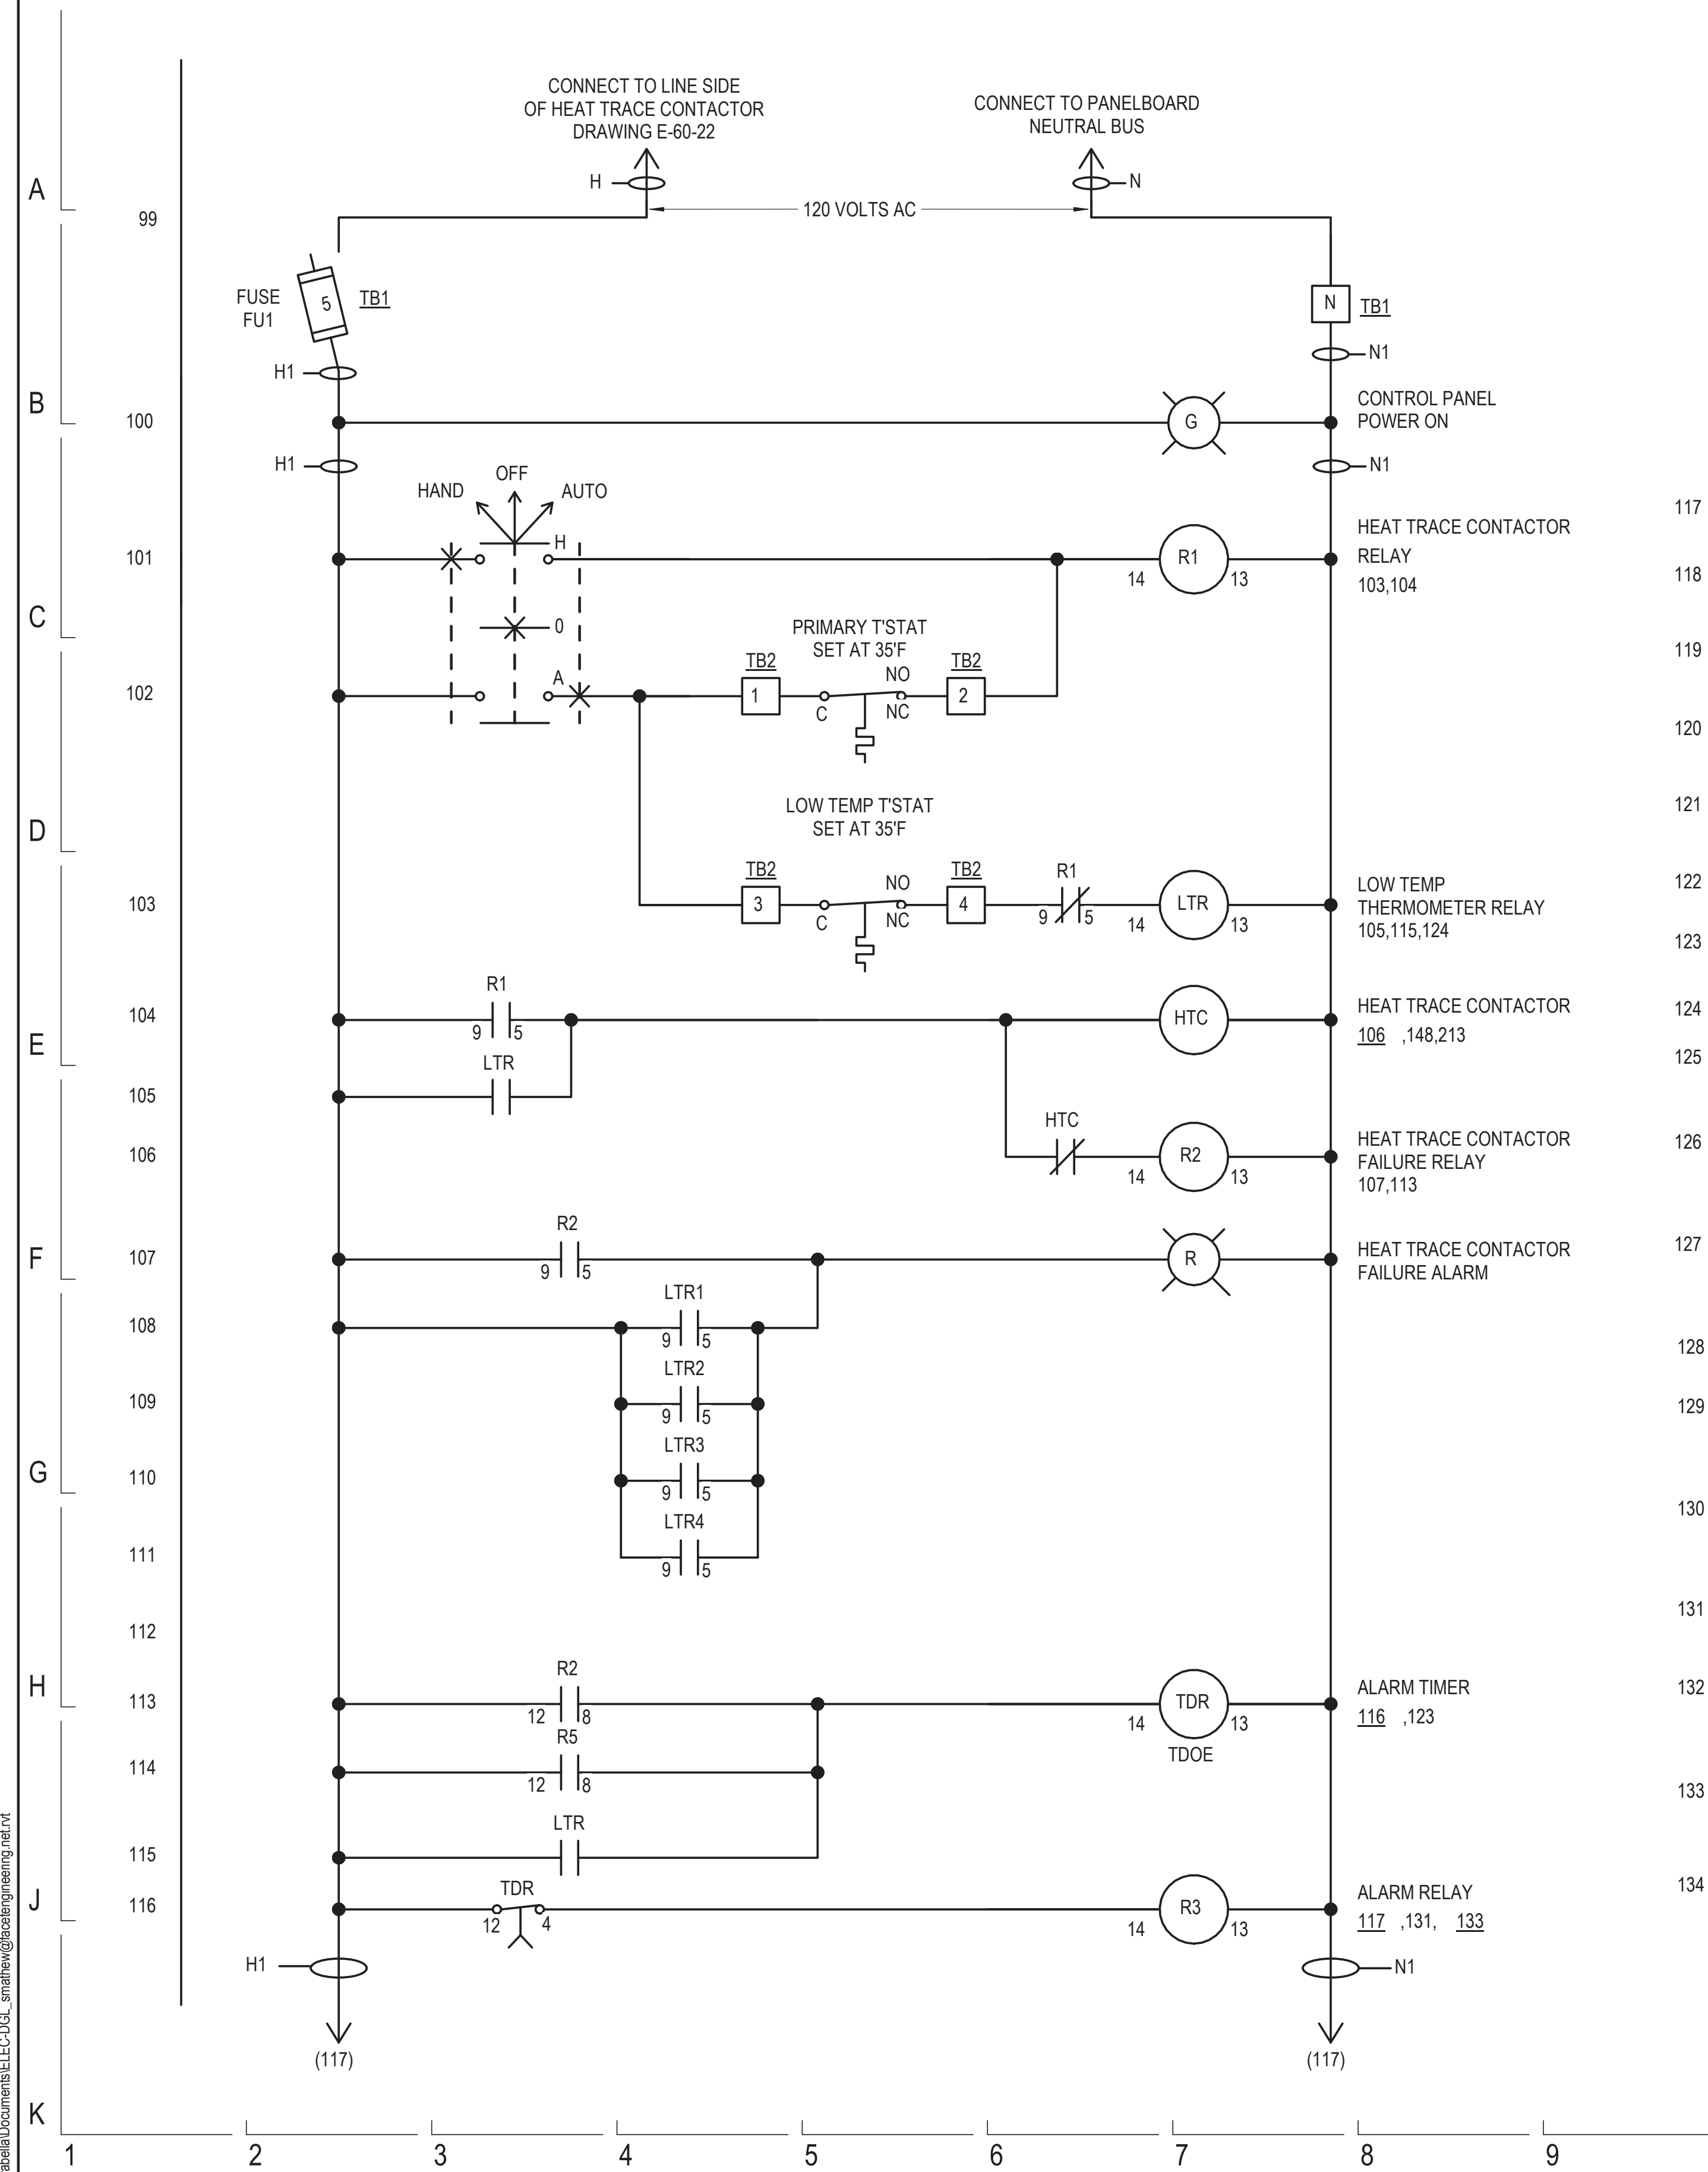 CONNECT TO LINE SIDE
OF HEAT TRACE CONTACTOR
DRAWING E-60-22
CONNECT TO PANELBOARD
NEUTRAL BUS
H
N
A
99
120 VOLTS AC
FUSE
FU1
5
TB1
N
TB1
H1
N1
B
100
G
CONTROL PANEL
POWER ON
H1
N1
HAND
OFF
AUTO
117
101
H
R1
14
13
HEAT TRACE CONTACTOR
RELAY
103,104
118
C
0
PRIMARY T'STAT
SET AT 35'F
119
102
A
TB2
1
C
NO
NC
TB2
2
120
LOW TEMP T'STAT
SET AT 35'F
121
D
103
TB2
3
C
NO
NC
TB2
4
R1
9
5
14
LTR
13
LOW TEMP
THERMOMETER RELAY
105,115,124
122
123
104
R1
9
5
HTC
HEAT TRACE CONTACTOR
106 ,148,213
124
E
125
105
LTR
106
HTC
14
R2
13
HEAT TRACE CONTACTOR
FAILURE RELAY
107,113
126
F
107
R2
9
5
R
HEAT TRACE CONTACTOR
FAILURE ALARM
127
108
LTR1
9
5
128
109
LTR2
9
5
129
G
110
LTR3
9
5
130
111
LTR4
9
5
112
131
H
113
R2
12
8
14
TDR
13
TDOE
ALARM TIMER
116 ,123
132
114
R5
12
8
133
115
LTR
J
116
TDR
12
4
14
R3
13
ALARM RELAY
117 ,131, 133
134
H1
N1
(117)
(117)
K
1
2
3
4
5
6
7
8
9
abella\Documents\ELEC-DGL_smathew@tacetengineering.net.rvt